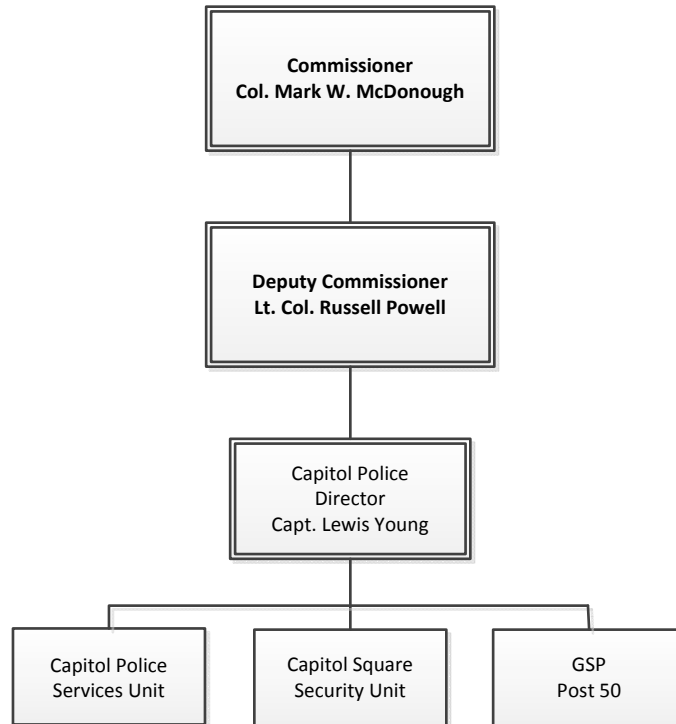 Commissioner
Col. Mark W. McDonough
Deputy Commissioner
Lt. Col. Russell Powell
Capitol Police
Director
Capt. Lewis Young
Capitol Police
Services Unit
Capitol Square
Security Unit
GSP
Post 50